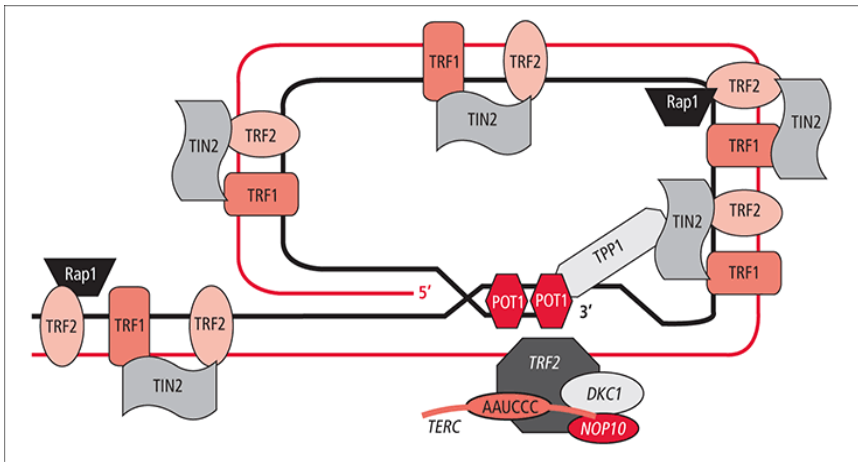 TRF1
TRF2
TIN2
TRF2
Rap1
TIN2
TRF1
TIN2
TRF2
TRF1
TIN2
TRF2
TRF1
TPP1
POT1
POT1
3′
5′
Rap1
TRF2
TRF1
TRF2
TIN2
TRF2
DKC1
AAUCCC
TERC
NOP10